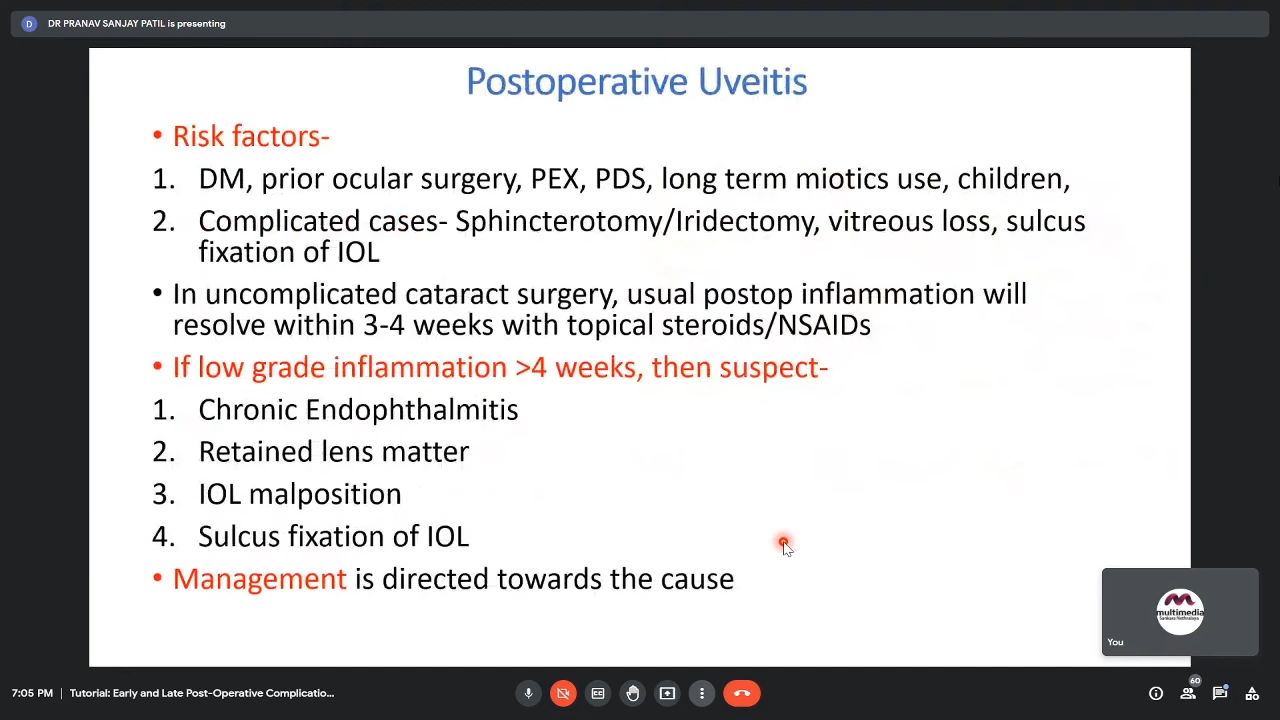 D DR PRANAV SANJAY PATIL is presenting
Postoperative Uveitis
• Risk factors-
1. DM, prior ocular surgery, PEX, PDS, long term miotics use, children,
2. Complicated cases- Sphincterotomy/Iridectomy, vitreous loss, sulcus
fixation of IOL
• In uncomplicated cataract surgery, usual postop inflammation will
resolve within 3-4 weeks with topical steroids/NSAIDs
• If low grade inflammation >4 weeks, then suspect-
1. Chronic Endophthalmitis
2. Retained lens matter
3. IOL malposition
4. Sulcus fixation of IOL
• Management is directed towards the cause
multimedia
Sankara Nethralaya
You
7:05 PM | Tutorial: Early and Late Post-Operative Complicatio...
60